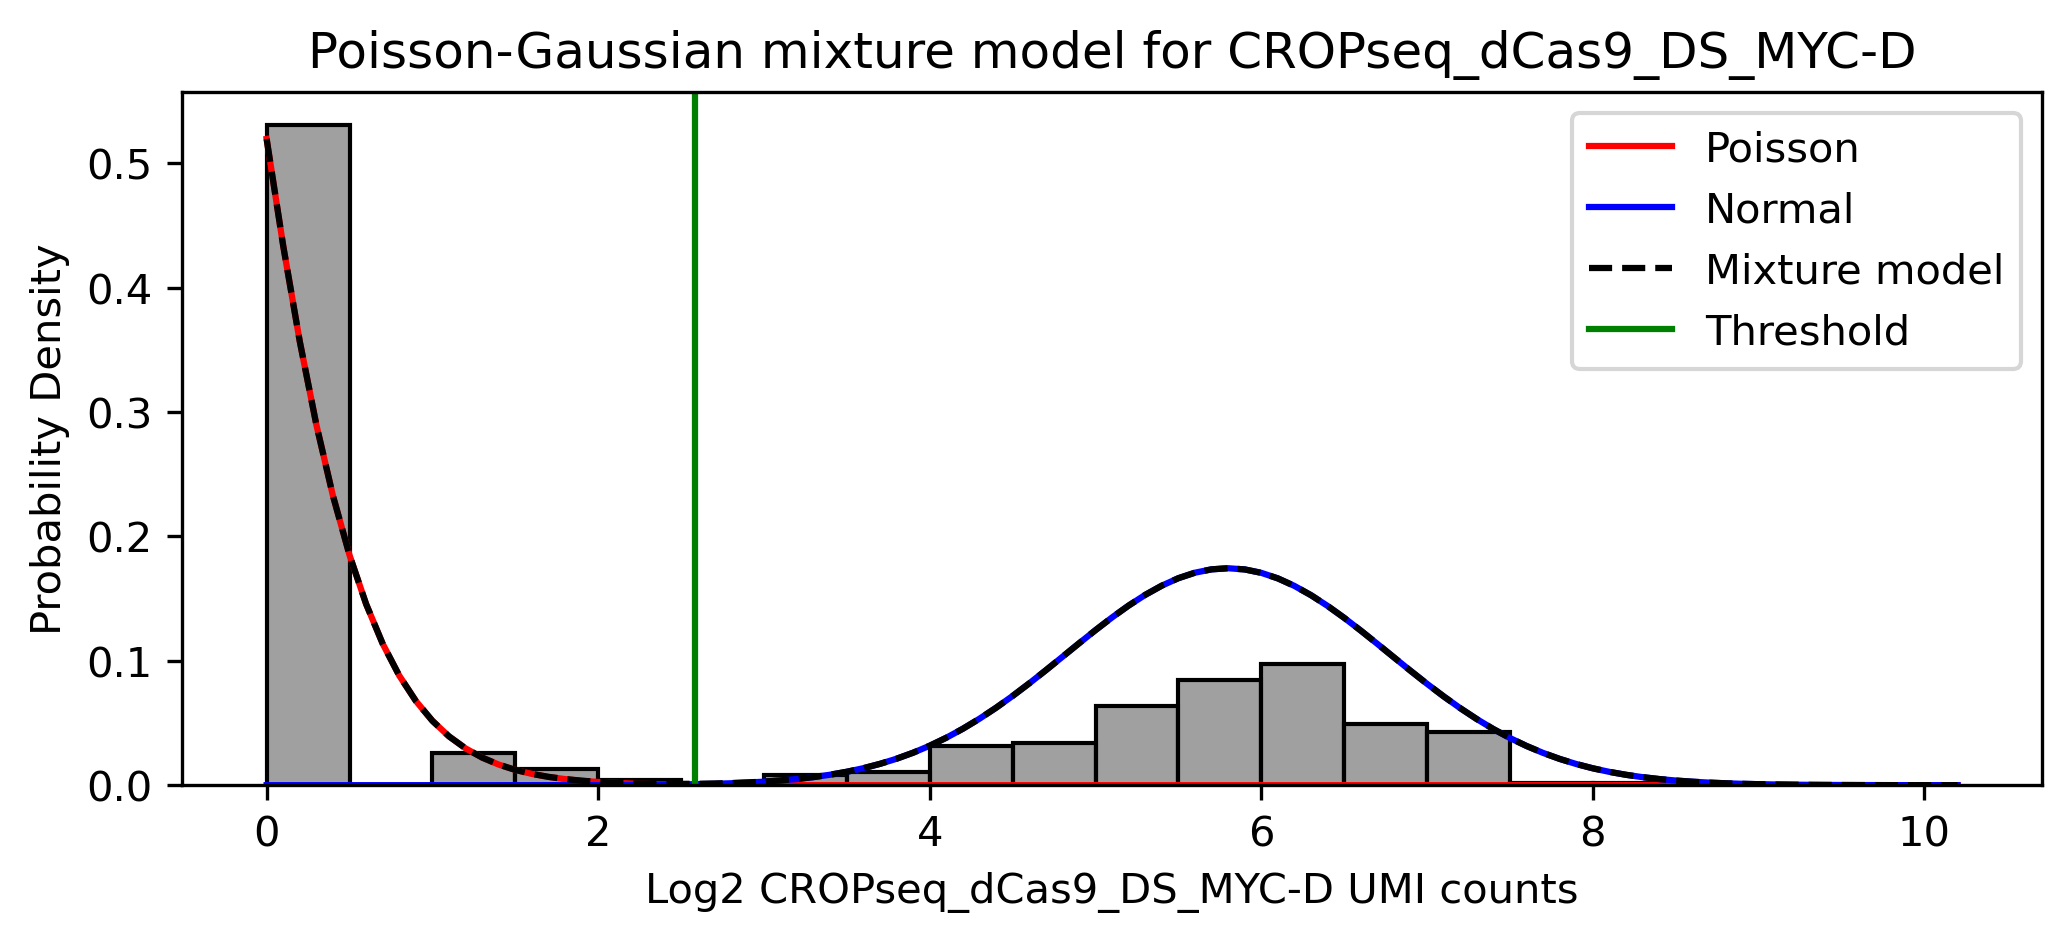 Poisson-Gaussian mixture model for CROPseq_dCas9_DS_MYC-D
Probability Density
0.5
0.4
0.3
0.2
0.1
0.0
Poisson
Normal
Mixture model
Threshold
0 2 4 6 8 10
Log2 CROPseq_dCas9_DS_MYC-D UMI counts